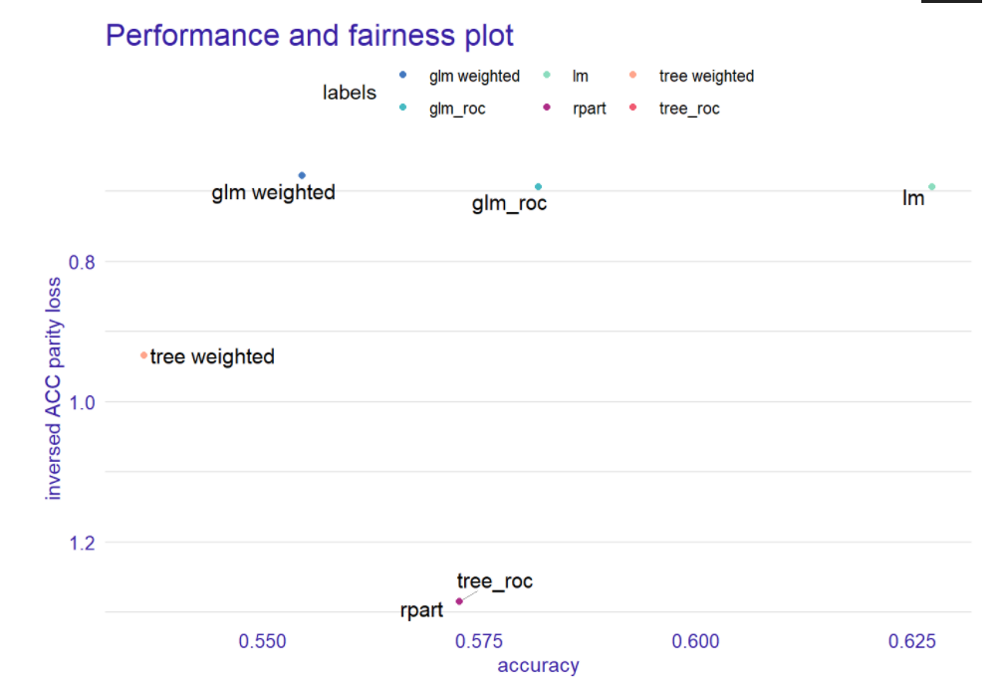 Performance and fairness plot
labels
glm weighted lm tree weighted
glm_roc rpart tree_roc
glm weighted
glm_roc
lm
0.8
tree weighted
1.0
1.2
tree_roc
rpart
inversed ACC parity loss
0.550 0.575 0.600 0.625
accuracy